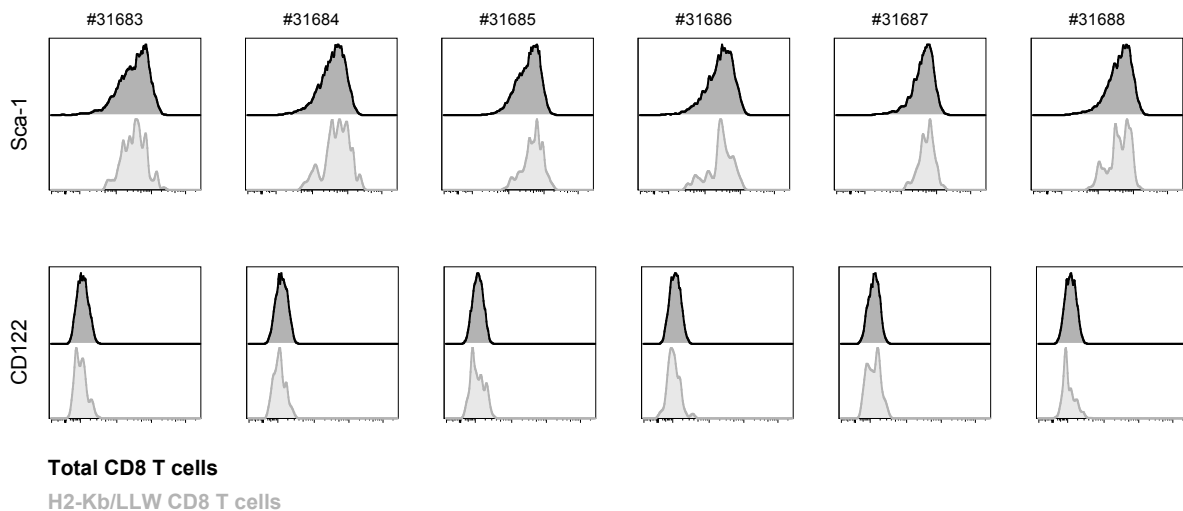 #31683 #31684 #31685 #31686 #31687 #31688
Sca-1
CD122
Total CD8 T cells
H2-Kb/LLW CD8 T cells